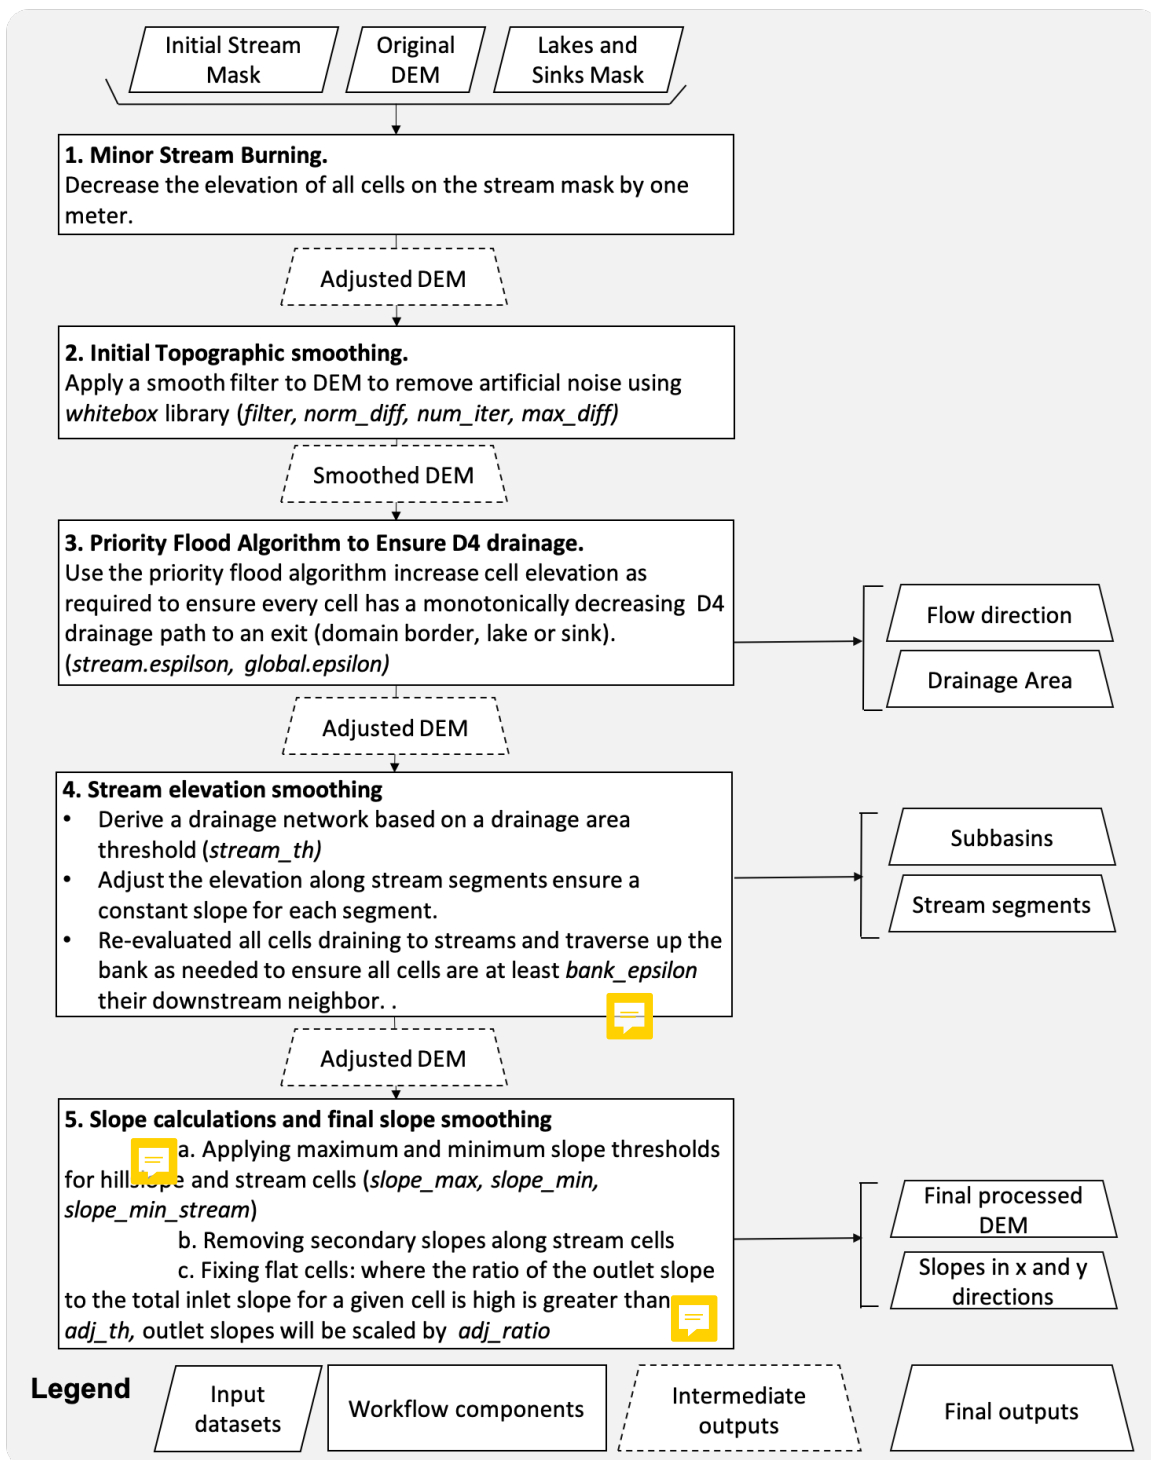 Initial Stream
Mask
Original
DEM
Lakes and
Sinks Mask
1. Minor Stream Burning.
Decrease the elevation of all cells on the stream mask by one
meter.
Adjusted DEM
2. Initial Topographic smoothing.
Apply a smooth filter to DEM to remove artificial noise using
whitebox library (filter, norm_diff, num_iter, max_diff)
Smoothed DEM
3. Priority Flood Algorithm to Ensure D4 drainage.
Use the priority flood algorithm increase cell elevation as
required to ensure every cell has a monotonically decreasing D4
drainage path to an exit (domain border, lake or sink).
(stream.espilson, global.epsilon)
Flow direction
Drainage Area
Adjusted DEM
4. Stream elevation smoothing
• Derive a drainage network based on a drainage area
threshold (stream_th)
• Adjust the elevation along stream segments ensure a
constant slope for each segment.
• Re-evaluated all cells draining to streams and traverse up the
bank as needed to ensure all cells are at least bank_epsilon
their downstream neighbor. .
Subbasins
Stream segments
Adjusted DEM
5. Slope calculations and final slope smoothing
a. Applying maximum and minimum slope thresholds
for hillslope and stream cells (slope_max, slope_min,
slope_min_stream)
b. Removing secondary slopes along stream cells
c. Fixing flat cells: where the ratio of the outlet slope
to the total inlet slope for a given cell is high is greater than
adj_th, outlet slopes will be scaled by adj_ratio
Final processed
DEM
Slopes in x and y
directions
Legend
Input
datasets
Workflow components
Intermediate
outputs
Final outputs